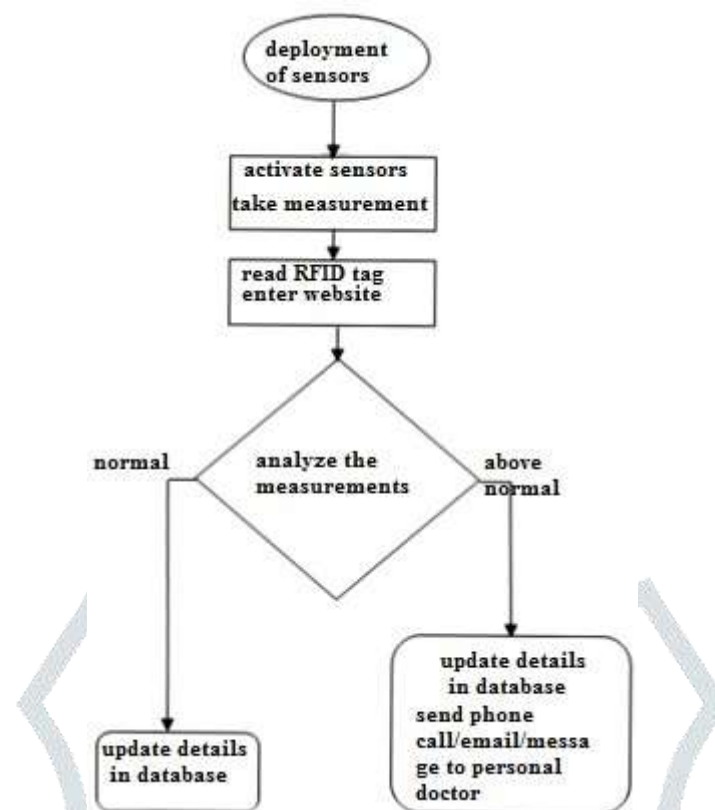 deployment
of sensors
activate sensors
take measurement
read RFID tag
enter website
normal
analyze the
measurements
above
normal
update details
in database
update details
in database
send phone
call/email/messa
ge to personal
doctor